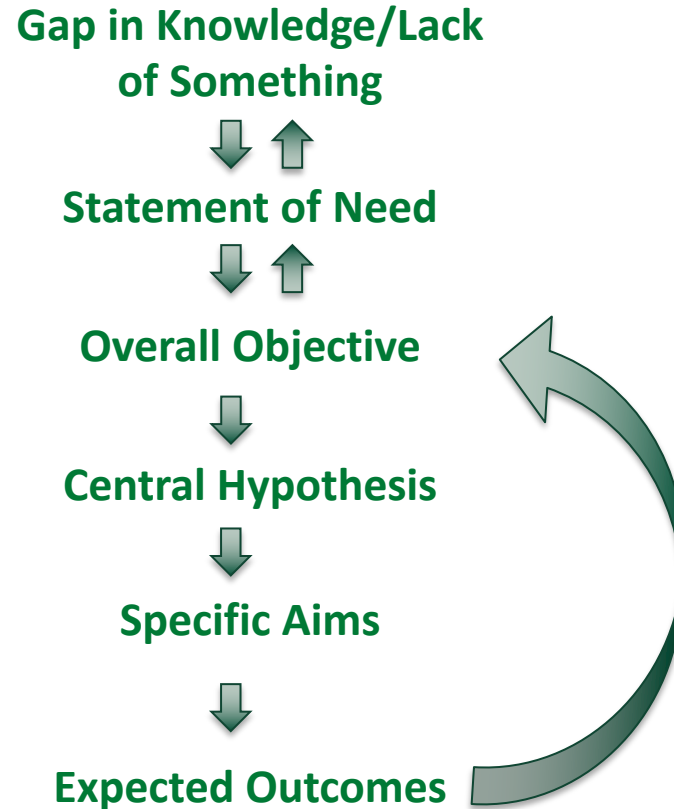 Gap in Knowledge/Lack
of Something
Statement of Need
Overall Objective
Central Hypothesis
Specific Aims
Expected Outcomes